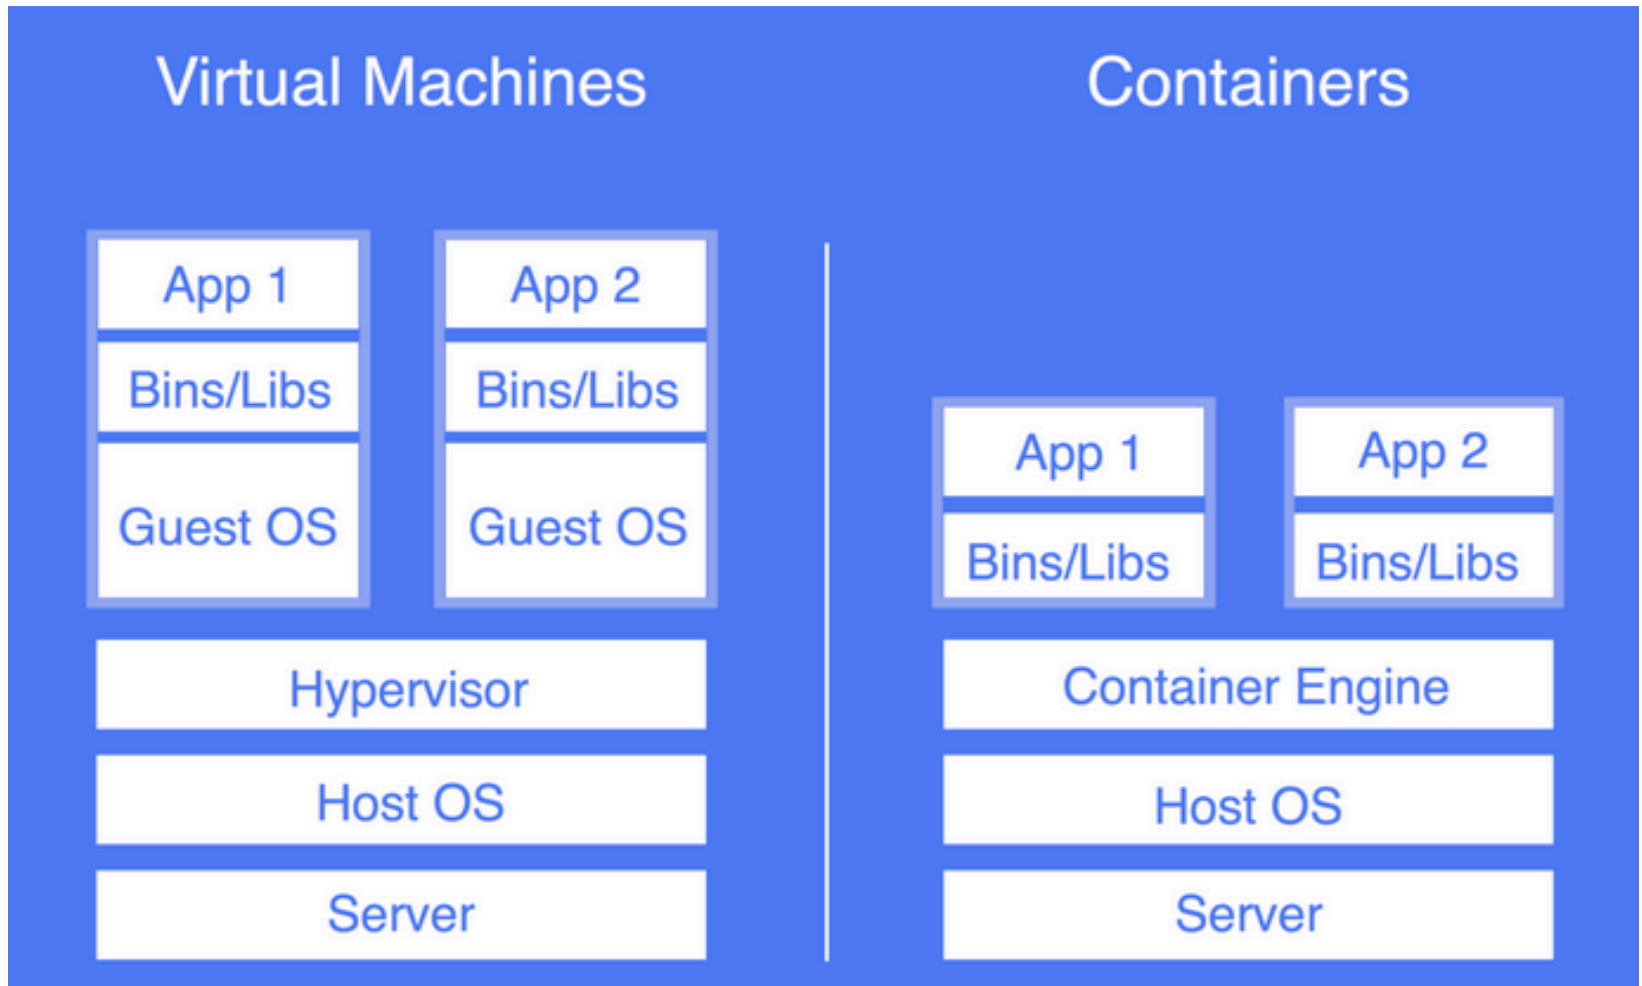 Virtual Machines
App 1
App 2
Bins/Libs
Bins/Libs
Guest OS
Guest OS
Hypervisor
Host OS
Server
Containers
App 1
App 2
Bins/Libs
Bins/Libs
Container Engine
Host OS
Server